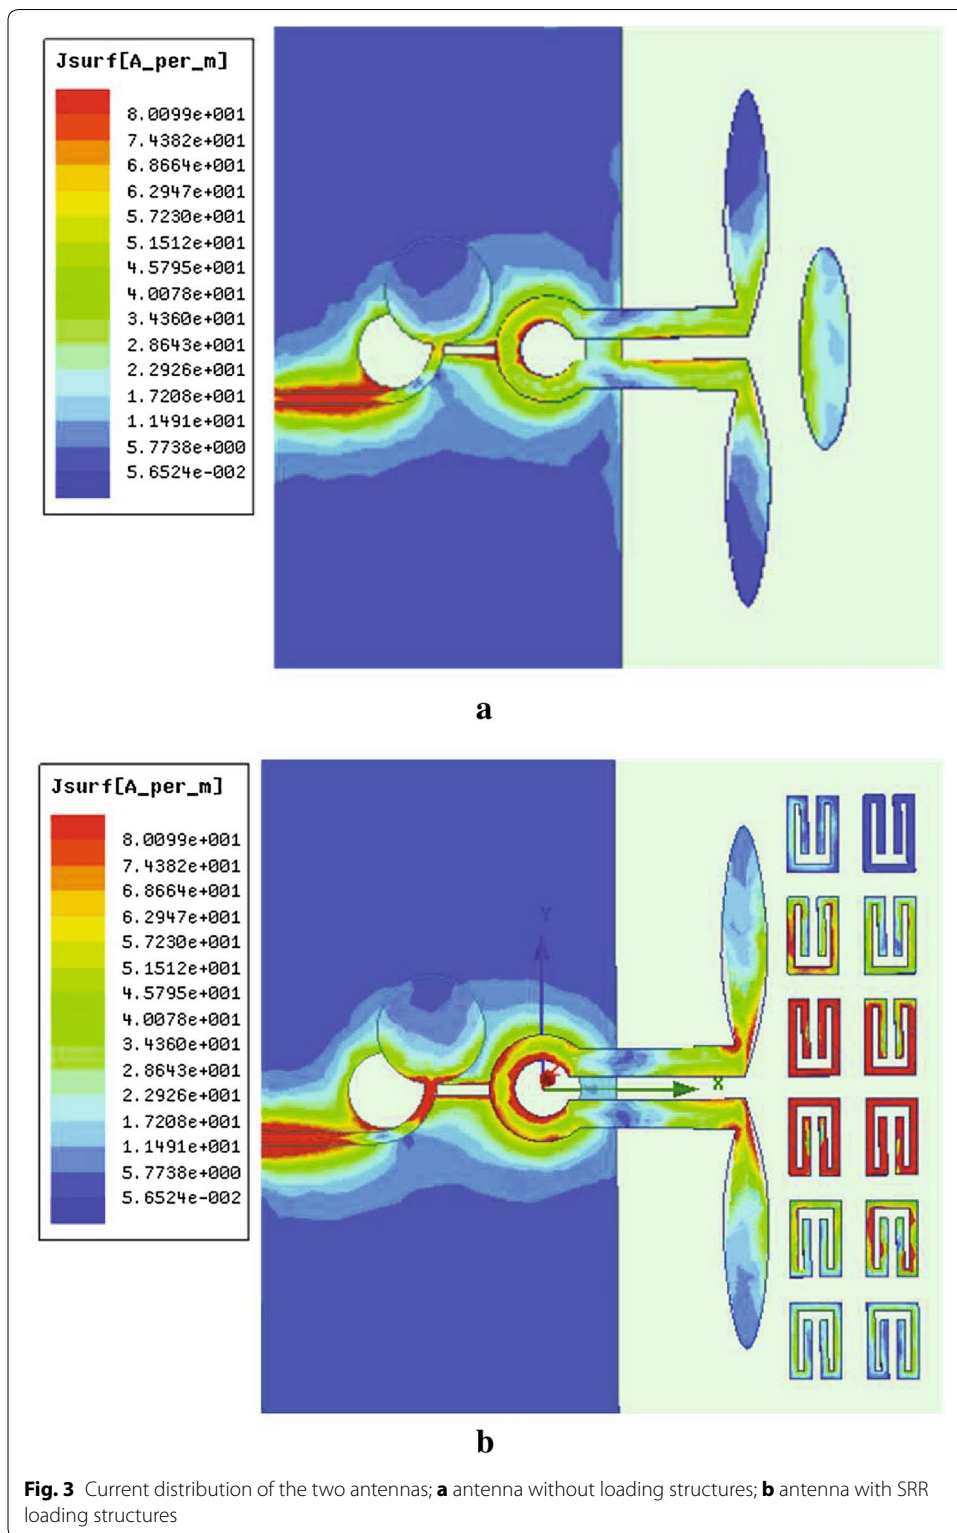 Jsurf[A_per_m]
8.0099e+001
7.4382e+001
6.8664e+001
6.2947e+001
5.7230e+001
5.1512e+001
4.5795e+001
4.0078e+001
3.4360e+001
2.8643e+001
2.2926e+001
1.7208e+001
1.1491e+001
5.7738e+000
5.6524e-002
a
Jsurf[A_per_m]
8.0099e+001
7.4382e+001
6.8664e+001
6.2947e+001
5.7230e+001
5.1512e+001
4.5795e+001
4.0078e+001
3.4360e+001
2.8643e+001
2.2926e+001
1.7208e+001
1.1491e+001
5.7738e+000
5.6524e-002
Y
X
b
Fig. 3 Current distribution of the two antennas; a antenna without loading structures; b antenna with SRR
loading structures